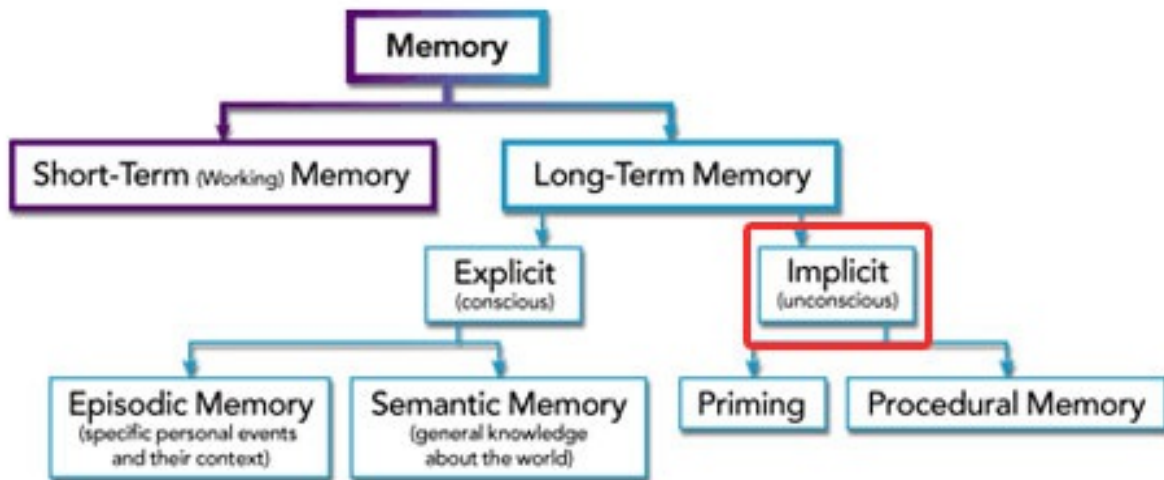 Memory
Short-Term (Working) Memory
Long-Term Memory
Explicit
(conscious)
Implicit
(unconscious)
Episodic Memory
(specific personal events
and their context)
Semantic Memory
(general knowledge
about the world)
Priming
Procedural Memory